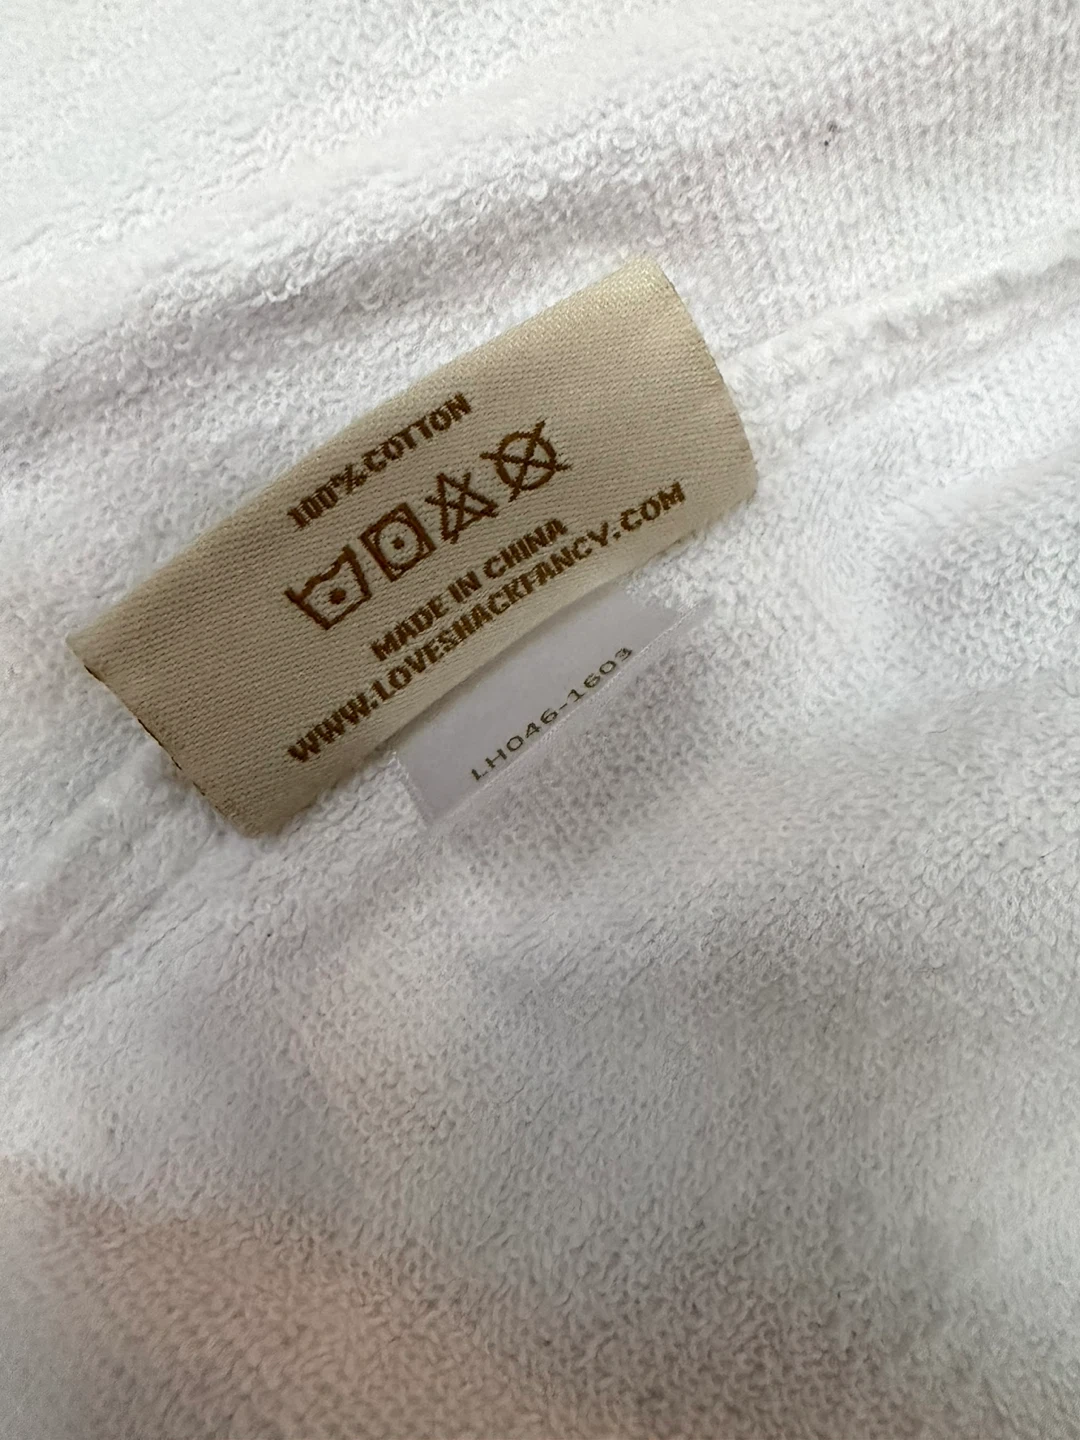 100% COTTON
MADE IN CHINA
WWW.LOVESHACKFANCY.COM
LH046-1603